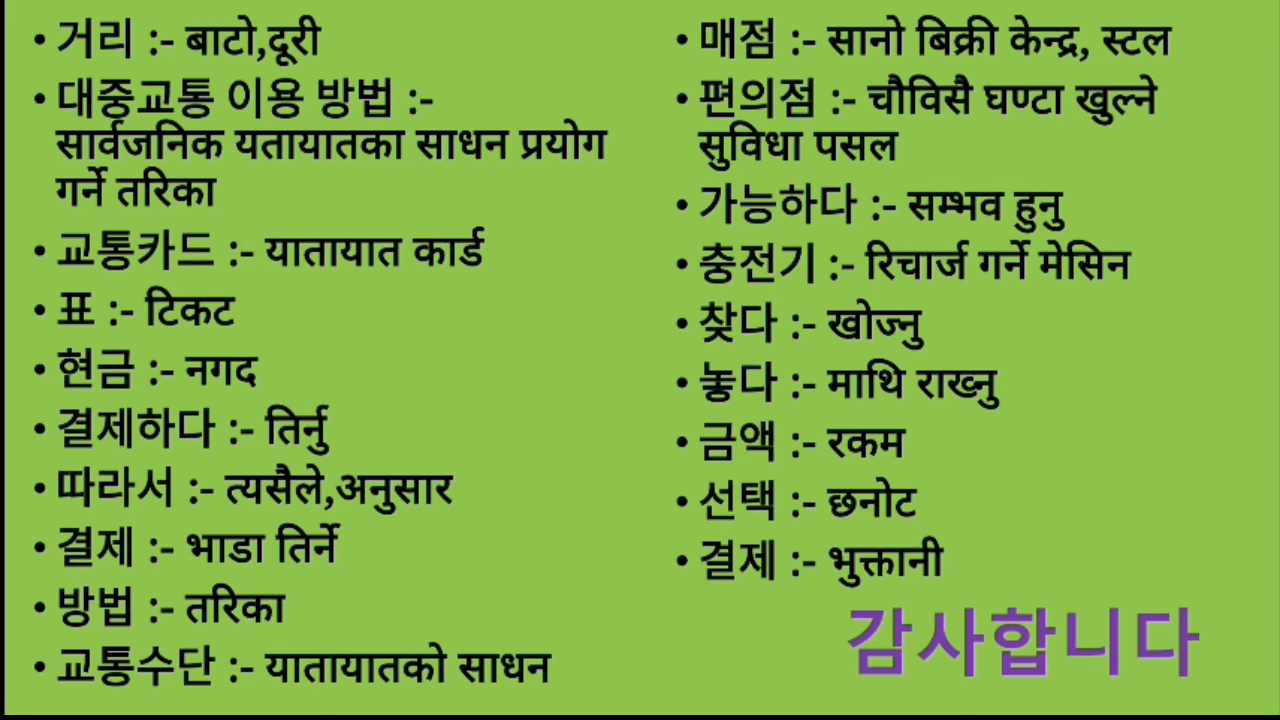 • 거리 :- बाटो,दूरी
• 대중교통 이용 방법 :-
सार्वजनिक यतायातका साधन प्रयोग
गर्ने तरिका
• 교통카드 :- यातायात कार्ड
• 표 :- टिकट
• 현금 :- नगद
• 결제하다 :- तिर्नु
• 따라서 :- त्यसैले,अनुसार
• 결제 :- भाडा तिर्ने
• 방법 :- तरिका
• 교통수단 :- यातायातको साधन
• 매점 :- सानो बिक्री केन्द्र, स्टल
• 편의점 :- चौविसै घण्टा खुल्ने
सुविधा पसल
• 가능하다 :- सम्भव हुनु
• 충전기 :- रिचार्ज गर्ने मेसिन
• 찾다 :- खोज्नु
• 놓다 :- माथि राख्नु
• 금액 :- रकम
• 선택 :- छनोट
• 결제 :- भुक्तानी
감사합니다